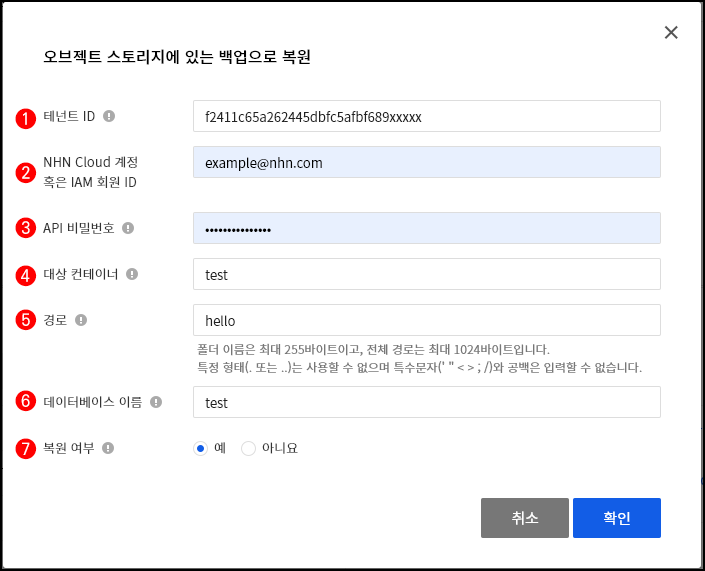 오브젝트 스토리지에 있는 백업으로 복원
1 테넌트 ID
f2411c65a262445dbfc5afbf689xxxxx
2 NHN Cloud 계정
혹은 IAM 회원 ID
example@nhn.com
3 API 비밀번호
•••••••••••••••
4 대상 컨테이너
test
5 경로
hello
폴더 이름은 최대 255바이트이고, 전체 경로는 최대 1024바이트입니다.
특정 형태(. 또는 ..)는 사용할 수 없으며 특수문자(' " < > ; /)와 공백은 입력할 수 없습니다.
6 데이터베이스 이름
test
7 복원 여부
예 아니요
취소 확인